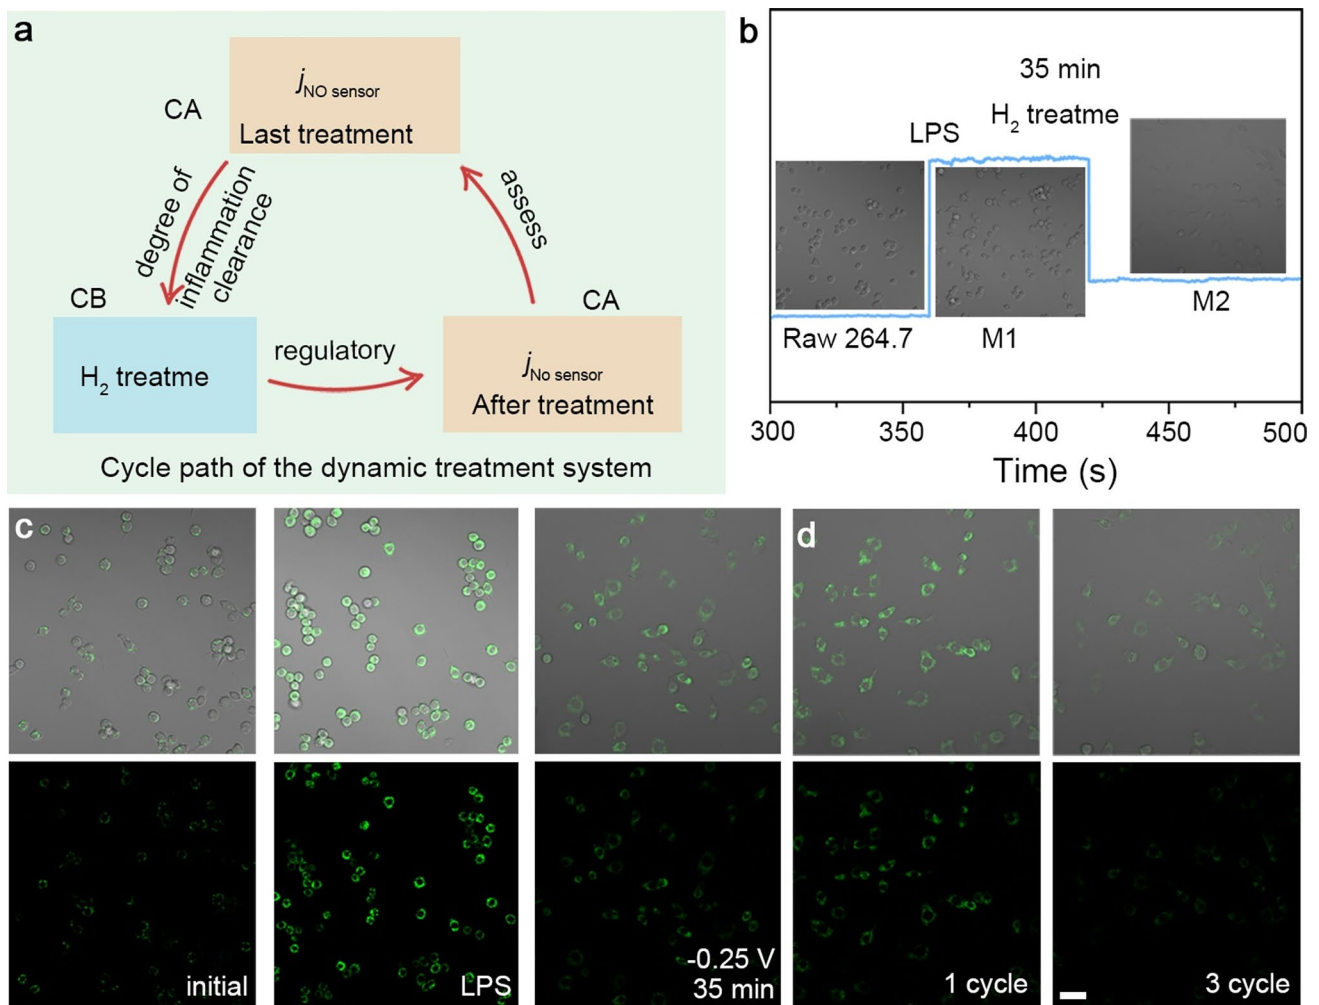 a
CA
jNO sensor
Last treatment
degree of
inflammation
clearance
assess
CB
CA
H2 treatme
regulatory
jNo sensor
After treatment
Cycle path of the dynamic treatment system
b
35 min
LPS
H2 treatme
Raw 264.7
M1
M2
300
350
400
450
500
Time (s)
c
d
initial
LPS
-0.25 V
35 min
1 cycle
3 cycle